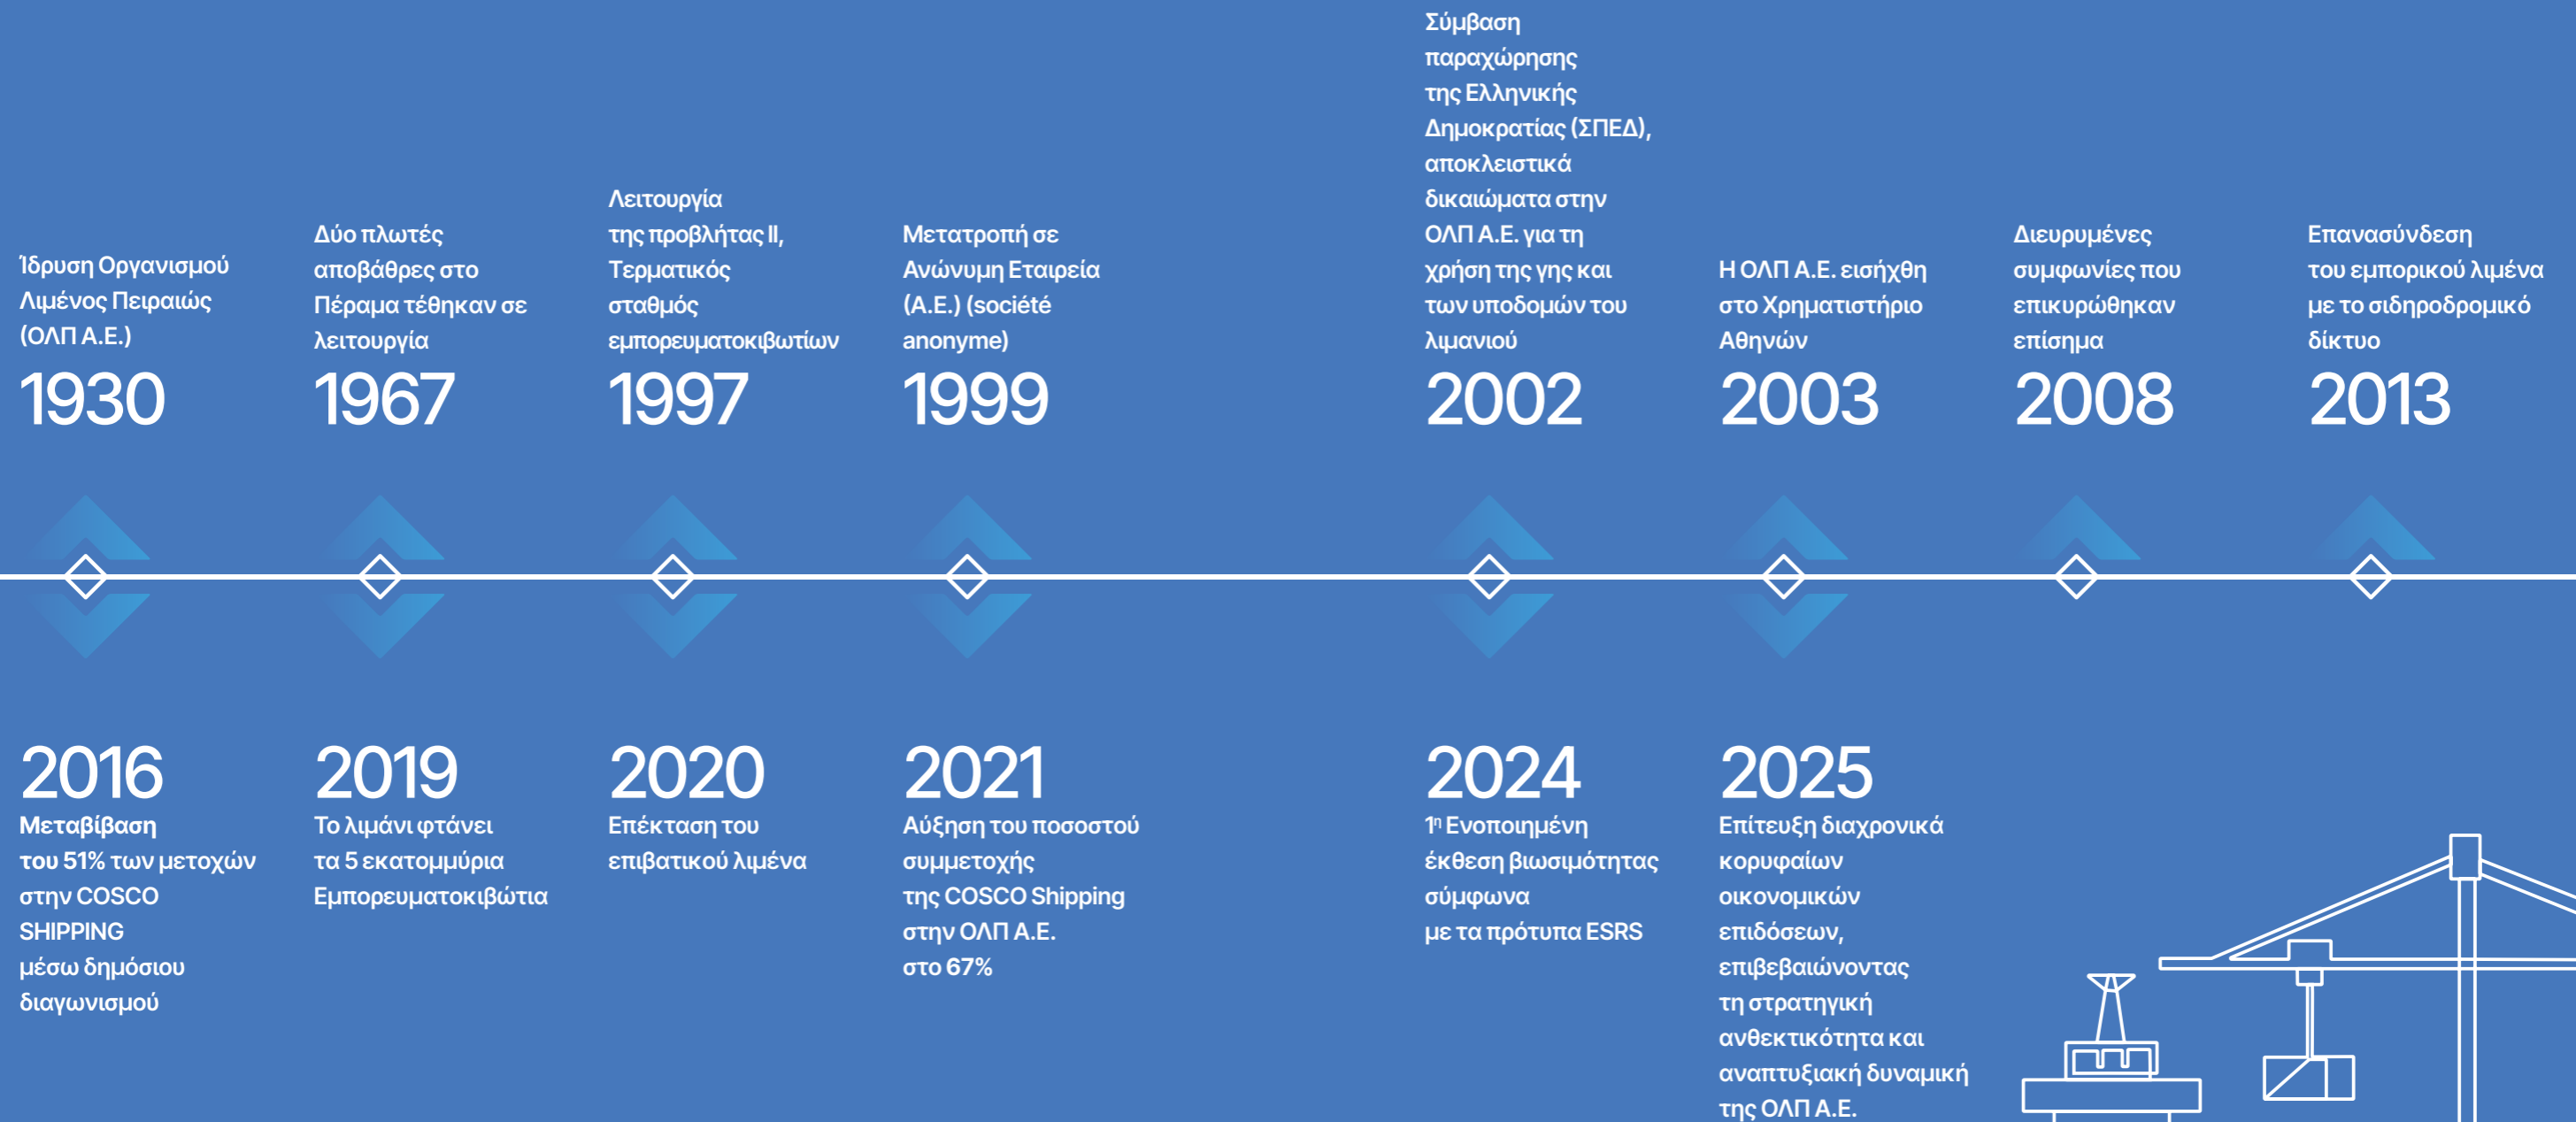 Ίδρυση Οργανισμού
Λιμένος Πειραιώς
(ΟΛΠ Α.Ε.)
1930
Δύο πλωτές
αποβάθρες στο
Πέραμα τέθηκαν σε
λειτουργία
1967
Λειτουργία
της προβλήτας ΙΙ,
Τερματικός
σταθμός
εμπορευματοκιβωτίων
1997
Μετατροπή σε
Ανώνυμη Εταιρεία
(Α.Ε.) (société
anonyme)
1999
Σύμβαση
παραχώρησης
της Ελληνικής
Δημοκρατίας (ΣΠΕΔ),
αποκλειστικά
δικαιώματα στην
ΟΛΠ Α.Ε. για τη
χρήση της γης και
των υποδομών του
λιμανιού
2002
Η ΟΛΠ Α.Ε. εισήχθη
στο Χρηματιστήριο
Αθηνών
2003
Διευρυμένες
συμφωνίες που
επικυρώθηκαν
επίσημα
2008
Επανασύνδεση
του εμπορικού λιμένα
με το σιδηροδρομικό
δίκτυο
2013
2016
Μεταβίβαση
του 51% των μετοχών
στην COSCO
SHIPPING
μέσω δημόσιου
διαγωνισμού
2019
Το λιμάνι φτάνει
τα 5 εκατομμύρια
Εμπορευματοκιβώτια
2020
Επέκταση του
επιβατικού λιμένα
2021
Αύξηση του ποσοστού
συμμετοχής
της COSCO Shipping
στην ΟΛΠ Α.Ε.
στο 67%
2024
1η Ενοποιημένη
έκθεση βιωσιμότητας
σύμφωνα
με τα πρότυπα ESRS
2025
Επίτευξη διαχρονικά
κορυφαίων
οικονομικών
επιδόσεων,
επιβεβαιώνοντας
τη στρατηγική
ανθεκτικότητα και
αναπτυξιακή δυναμική
της ΟΛΠ Α.Ε.